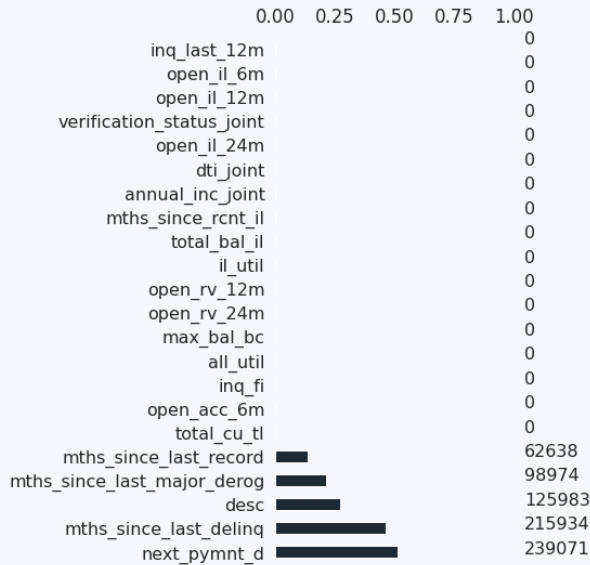 0.00 0.25 0.50 0.75 1.00
inq_last_12m 0
open_il_6m 0
open_il_12m 0
verification_status_joint 0
open_il_24m 0
dti_joint 0
annual_inc_joint 0
mths_since_rcnt_il 0
total_bal_il 0
il_util 0
open_rv_12m 0
open_rv_24m 0
max_bal_bc 0
all_util 0
inq_fi 0
open_acc_6m 0
total_cu_tl 0
mths_since_last_record 62638
mths_since_last_major_derog 98974
desc 125983
mths_since_last_delinq 215934
next_pymnt_d 239071